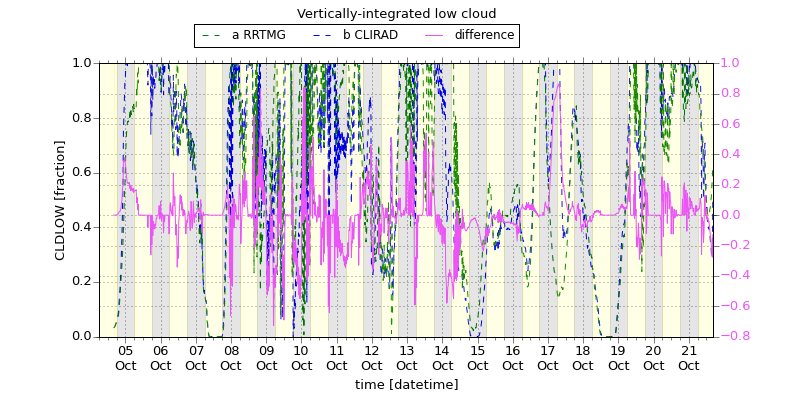 Vertically-integrated low cloud
a RRTMG b CLIRAD difference
1.0 1.0
0.8
0.8 0.6
0.4
0.6 0.2
0.0
0.4 −0.2
−0.4
0.2 −0.6
0.0 −0.8
CLDLOW [fraction]
05 06 07 08 09 10 11 12 13 14 15 16 17 18 19 20 21
Oct Oct Oct Oct Oct Oct Oct Oct Oct Oct Oct Oct Oct Oct Oct Oct Oct
time [datetime]